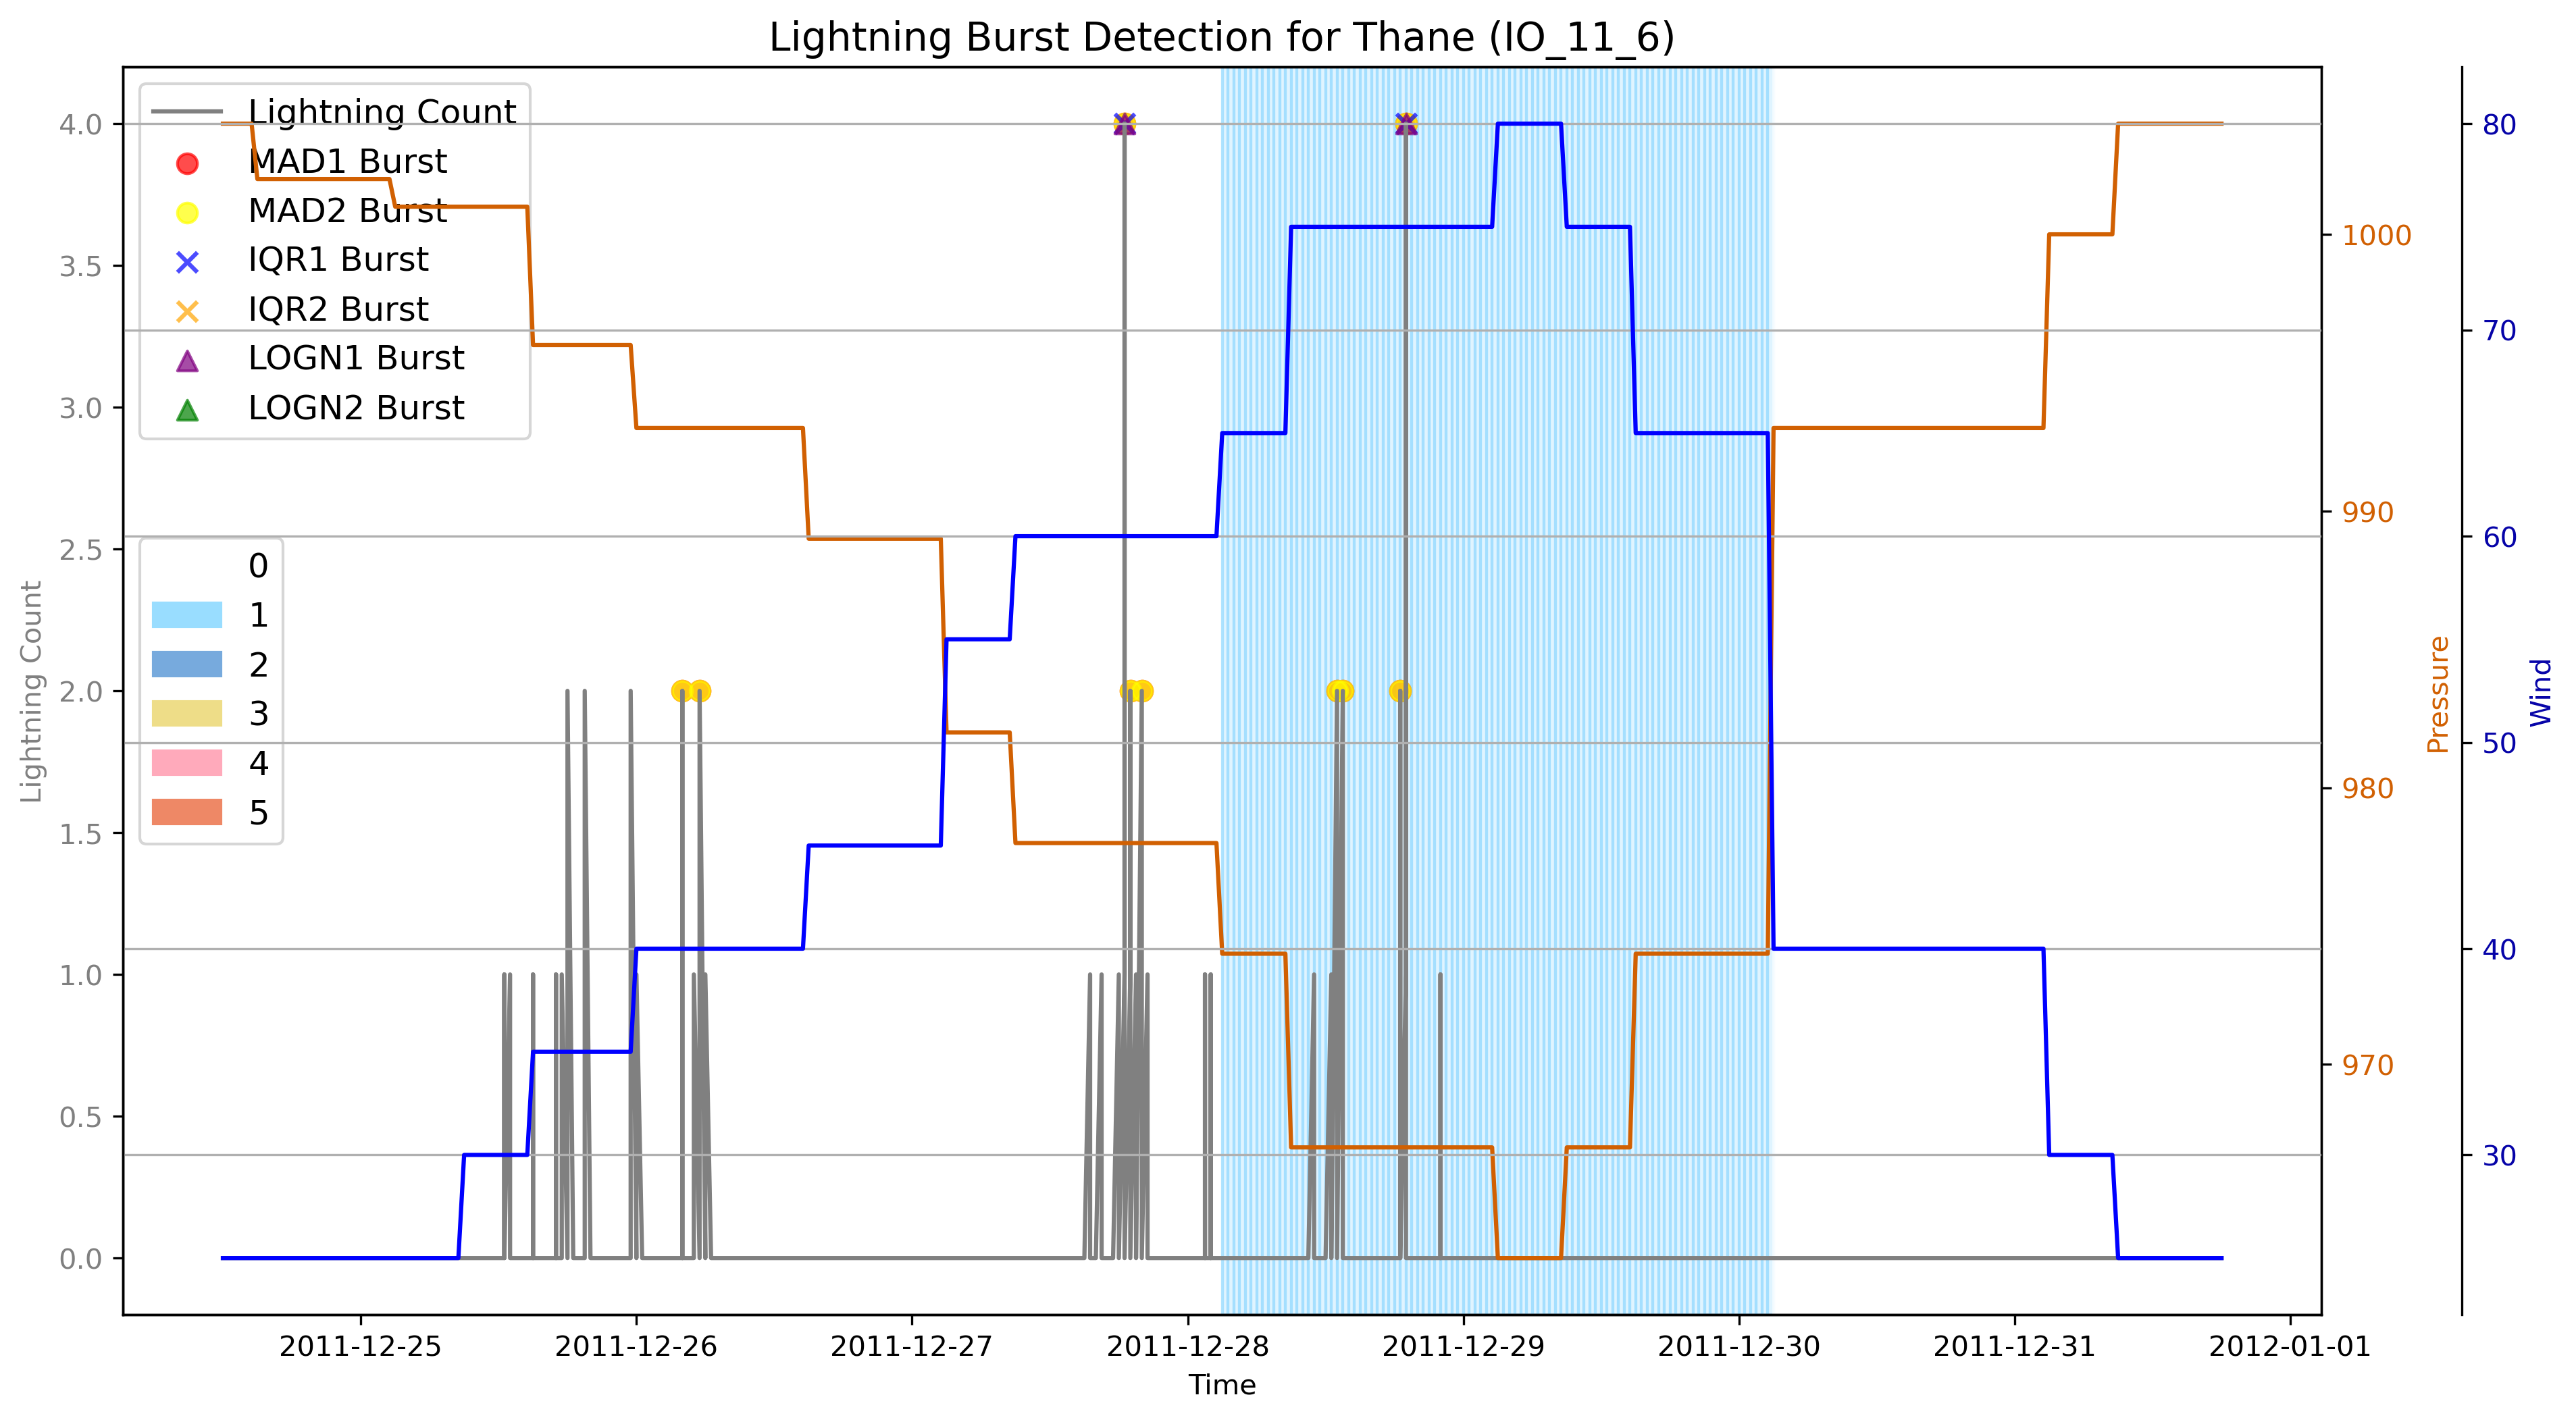 Lightning Burst Detection for Thane (IO_11_6)
Lightning Count
MAD1 Burst
MAD2 Burst
IQR1 Burst
IQR2 Burst
LOGN1 Burst
LOGN2 Burst
0
1
2
3
4
5
Lightning Count
4.0
3.5
3.0
2.5
2.0
1.5
1.0
0.5
0.0
1000
990
980
970
Pressure
80
70
60
50
40
30
Wind
2011-12-25
2011-12-26
2011-12-27
2011-12-28
2011-12-29
2011-12-30
2011-12-31
2012-01-01
Time